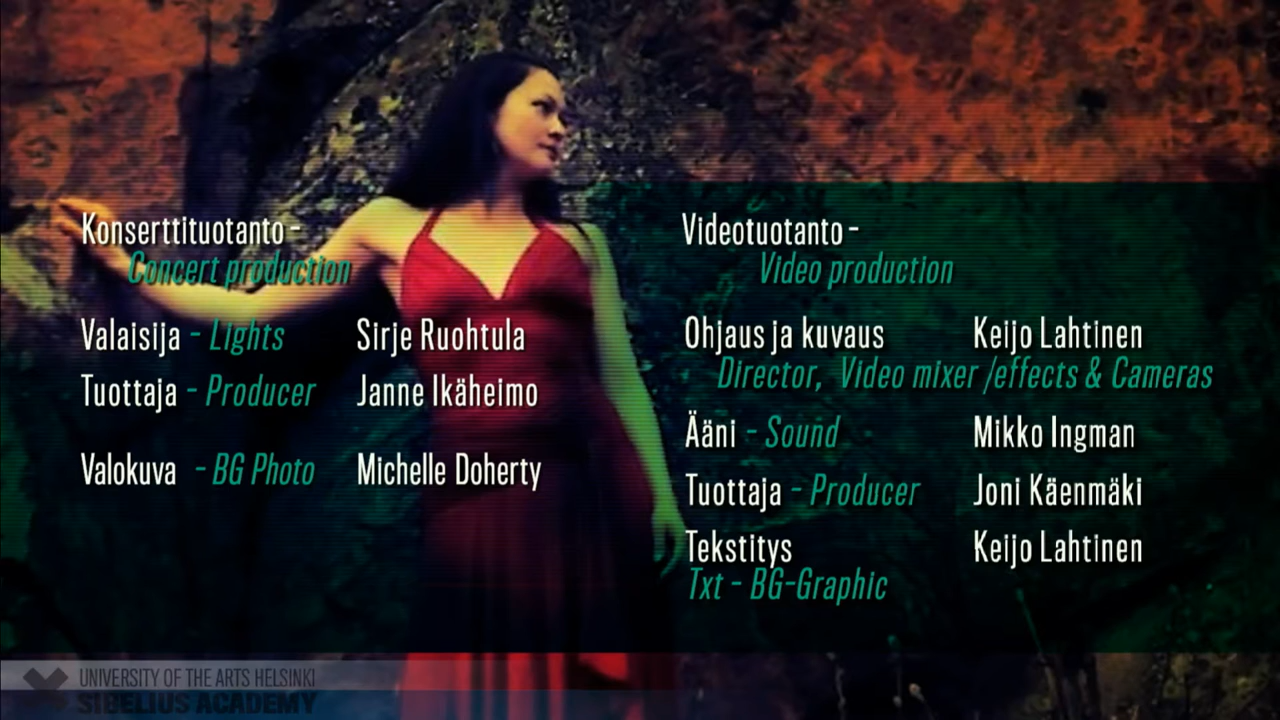 Konserttituotanto -
Concert production
Valaisija - Lights Sirje Ruohtula
Tuottaja - Producer Janne Ikäheimo
Valokuva - BG Photo Michelle Doherty
Videotuotanto -
Video production
Ohjaus ja kuvaus Keijo Lahtinen
Director, Video mixer /effects & Cameras
Ääni - Sound - Mikko Ingman
Tuottaja - Producer Joni Käenmäki
Tekstitys Keijo Lahtinen
Txt - BG-Graphic
UNIVERSITY OF THE ARTS HELSINKI
SIBELIUS ACADEMY